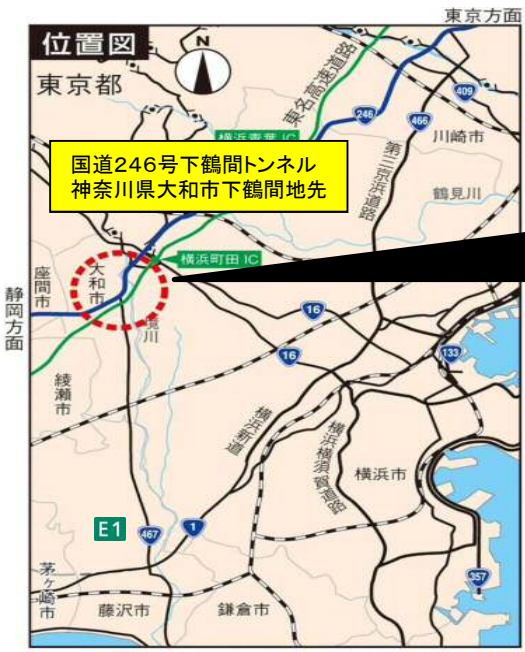 東京方面
位置図
N
東京都
東名高速道路
246
466
409
川崎市
横浜青葉 IC
第三京浜道路
国道246号下鶴間トンネル
神奈川県大和市下鶴間地先
鶴見川
横浜町田 IC
大和市
座間市
静岡方面
境川
綾瀬市
16
16
133
横浜新道
横浜横須賀道路
横浜市
E1
467
1
357
茅ヶ崎市
藤沢市
鎌倉市